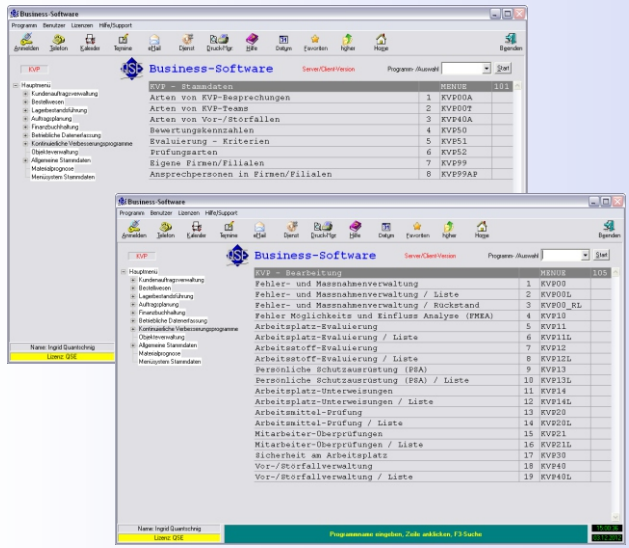 Business-Software
Programm Benutzer Lizenzen Hilfe/Support
Anmelden Telefon Kalender Termine eMail Dienst Druck-Mgr. Hilfe Datum Favoriten higher Home Beenden
KVP
QSE Business-Software Server/Client-Version Programm-/Auswahl Start
Hauptmenü
Kundenauftragsverwaltung
Bestellwesen
Lagerbestandsführung
Auftragsplanung
Finanzbuchhaltung
Betriebliche Datenerfassung
Kontinuierliche Verbesserungsprogramme
Objekteverwaltung
Allgemeine Stammdaten
Materialprognose
Menüsystem Stammdaten
KVP - Stammdaten MENUE 101
Arten von KVP-Besprechungen 1 KVP00A
Arten von KVP-Teams 2 KVP00T
Arten von Vor-/Störfällen 3 KVP40A
Bewertungskennzahlen 4 KVP50
Evaluierung - Kriterien 5 KVP51
Prüfungsarten 6 KVP52
Eigene Firmen/Filialen 7 KVP99
Ansprechpersonen in Firmen/Filialen 8 KVP99AP
Name: Ingrid Quantschnig
Lizenz: QSE
Business-Software
Programm Benutzer Lizenzen Hilfe/Support
Anmelden Telefon Kalender Termine eMail Dienst Druck-Mgr. Hilfe Datum Favoriten higher Home Beenden
KVP
QSE Business-Software Server/Client-Version Programm-/Auswahl Start
Hauptmenü
Kundenauftragsverwaltung
Bestellwesen
Lagerbestandsführung
Auftragsplanung
Finanzbuchhaltung
Betriebliche Datenerfassung
Kontinuierliche Verbesserungsprogramme
Objekteverwaltung
Allgemeine Stammdaten
Materialprognose
Menüsystem Stammdaten
KVP - Bearbeitung MENUE 105
Fehler- und Massnahmenverwaltung 1 KVP00
Fehler- und Massnahmenverwaltung / Liste 2 KVP00L
Fehler- und Massnahmenverwaltung / Rückstand 3 KVP00_RL
Fehler Möglichkeits und Einfluss Analyse (FMEA) 4 KVP10
Arbeitsplatz-Evaluierung 5 KVP11
Arbeitsplatz-Evaluierung / Liste 6 KVP11L
Arbeitsstoff-Evaluierung 7 KVP12
Arbeitsstoff-Evaluierung / Liste 8 KVP12L
Persönliche Schutzausrüstung (PSA) 9 KVP13
Persönliche Schutzausrüstung (PSA) / Liste 10 KVP13L
Arbeitsplatz-Unterweisungen 11 KVP14
Arbeitsplatz-Unterweisungen / Liste 12 KVP14L
Arbeitsmittel-Prüfung 13 KVP20
Arbeitsmittel-Prüfung / Liste 14 KVP20L
Mitarbeiter-Überprüfungen 15 KVP21
Mitarbeiter-Überprüfungen / Liste 16 KVP21L
Sicherheit am Arbeitsplatz 17 KVP30
Vor-/Störfallverwaltung 18 KVP40
Vor-/Störfallverwaltung / Liste 19 KVP40L
Name: Ingrid Quantschnig
Lizenz: QSE
Programmname eingeben, Zeile anklicken, F3-Suche